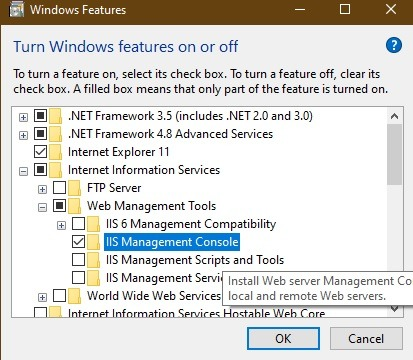 Windows Features
Turn Windows features on or off
To turn a feature on, select its check box. To turn a feature off, clear its
check box. A filled box means that only part of the feature is turned on.
.NET Framework 3.5 (includes .NET 2.0 and 3.0)
.NET Framework 4.8 Advanced Services
Internet Explorer 11
Internet Information Services
FTP Server
Web Management Tools
IIS 6 Management Compatibility
IIS Management Console
IIS Management Scripts and Tools
IIS Management
Install Web server Management
World Wide Web Services
local and remote Web servers.
Internet Information Services Hostable Web Core
OK
Cancel